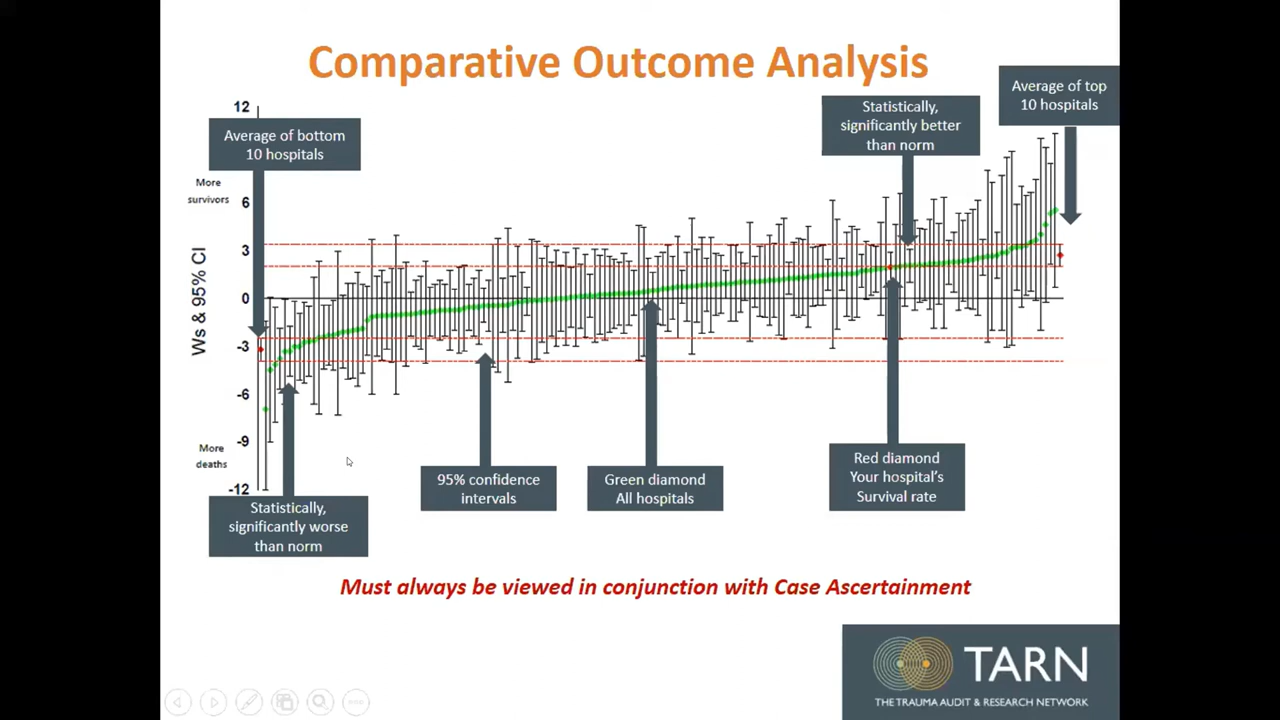 Comparative Outcome Analysis
Average of bottom
10 hospitals
Statistically,
significantly better
than norm
Average of top
10 hospitals
12
6
3
0
-3
-6
-9
-12
More
survivors
More
deaths
Ws & 95% CI
Statistically,
significantly worse
than norm
95% confidence
intervals
Green diamond
All hospitals
Red diamond
Your hospital's
Survival rate
Must always be viewed in conjunction with Case Ascertainment
TARN
THE TRAUMA AUDIT & RESEARCH NETWORK